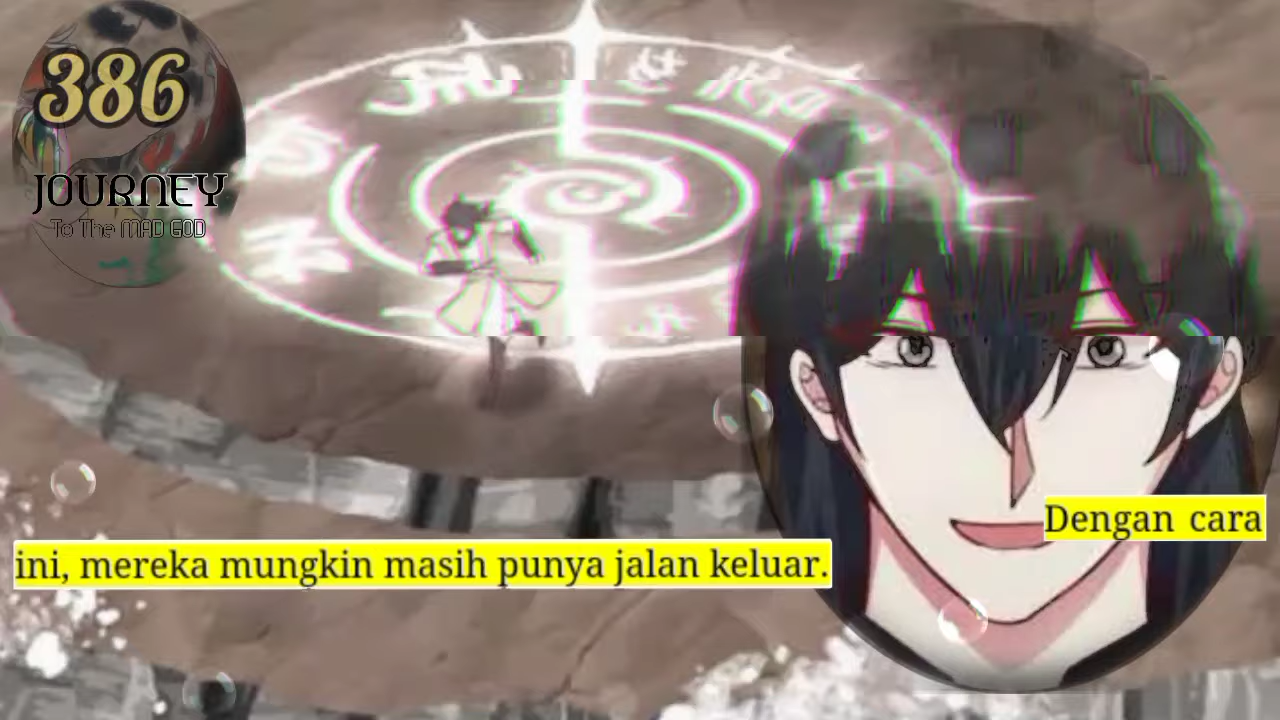 386
JOURNEY
To The MAD GOD
Dengan cara
ini, mereka mungkin masih punya jalan keluar.